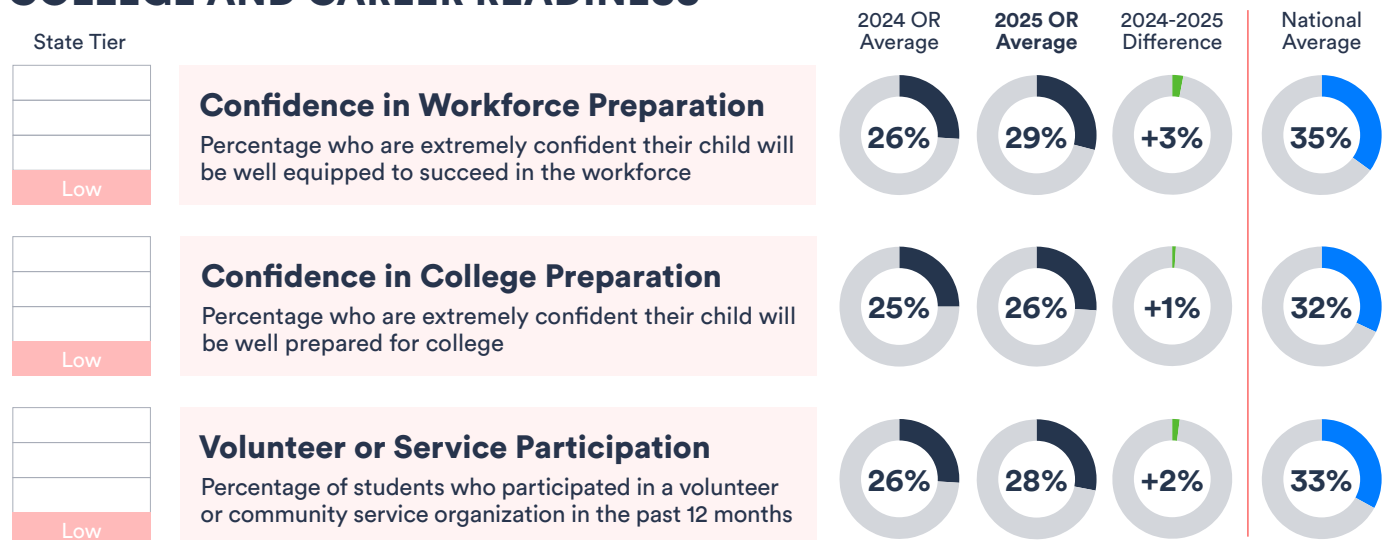 COLLEGE AND CAREER READINESS
State Tier
2024 OR
Average
2025 OR
Average
2024-2025
Difference
National
Average
Low
Confidence in Workforce Preparation
Percentage who are extremely confident their child will
be well equipped to succeed in the workforce
26%
29%
+3%
35%
Low
Confidence in College Preparation
Percentage who are extremely confident their child will
be well prepared for college
25%
26%
+1%
32%
Low
Volunteer or Service Participation
Percentage of students who participated in a volunteer
or community service organization in the past 12 months
26%
28%
+2%
33%